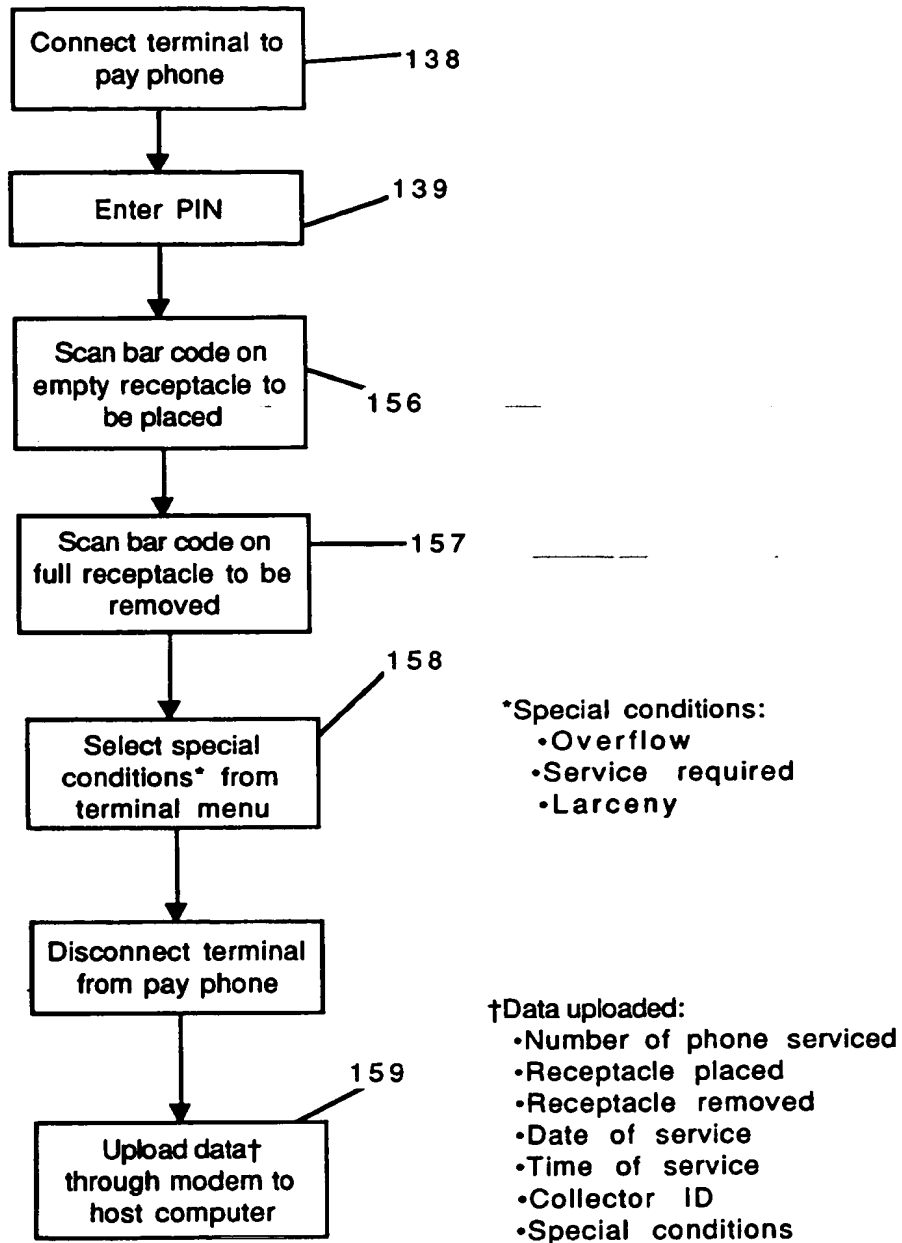 Connect terminal to
pay phone
138
Enter PIN
139
Scan bar code on
empty receptacle to
be placed
156
Scan bar code on
full receptacle to be
removed
157
158
Select special
conditions* from
terminal menu
*Special conditions:
•Overflow
•Service required
•Larceny
Disconnect terminal
from pay phone
159
Upload data†
through modem to
host computer
†Data uploaded:
•Number of phone serviced
•Receptacle placed
•Receptacle removed
•Date of service
•Time of service
•Collector ID
•Special conditions